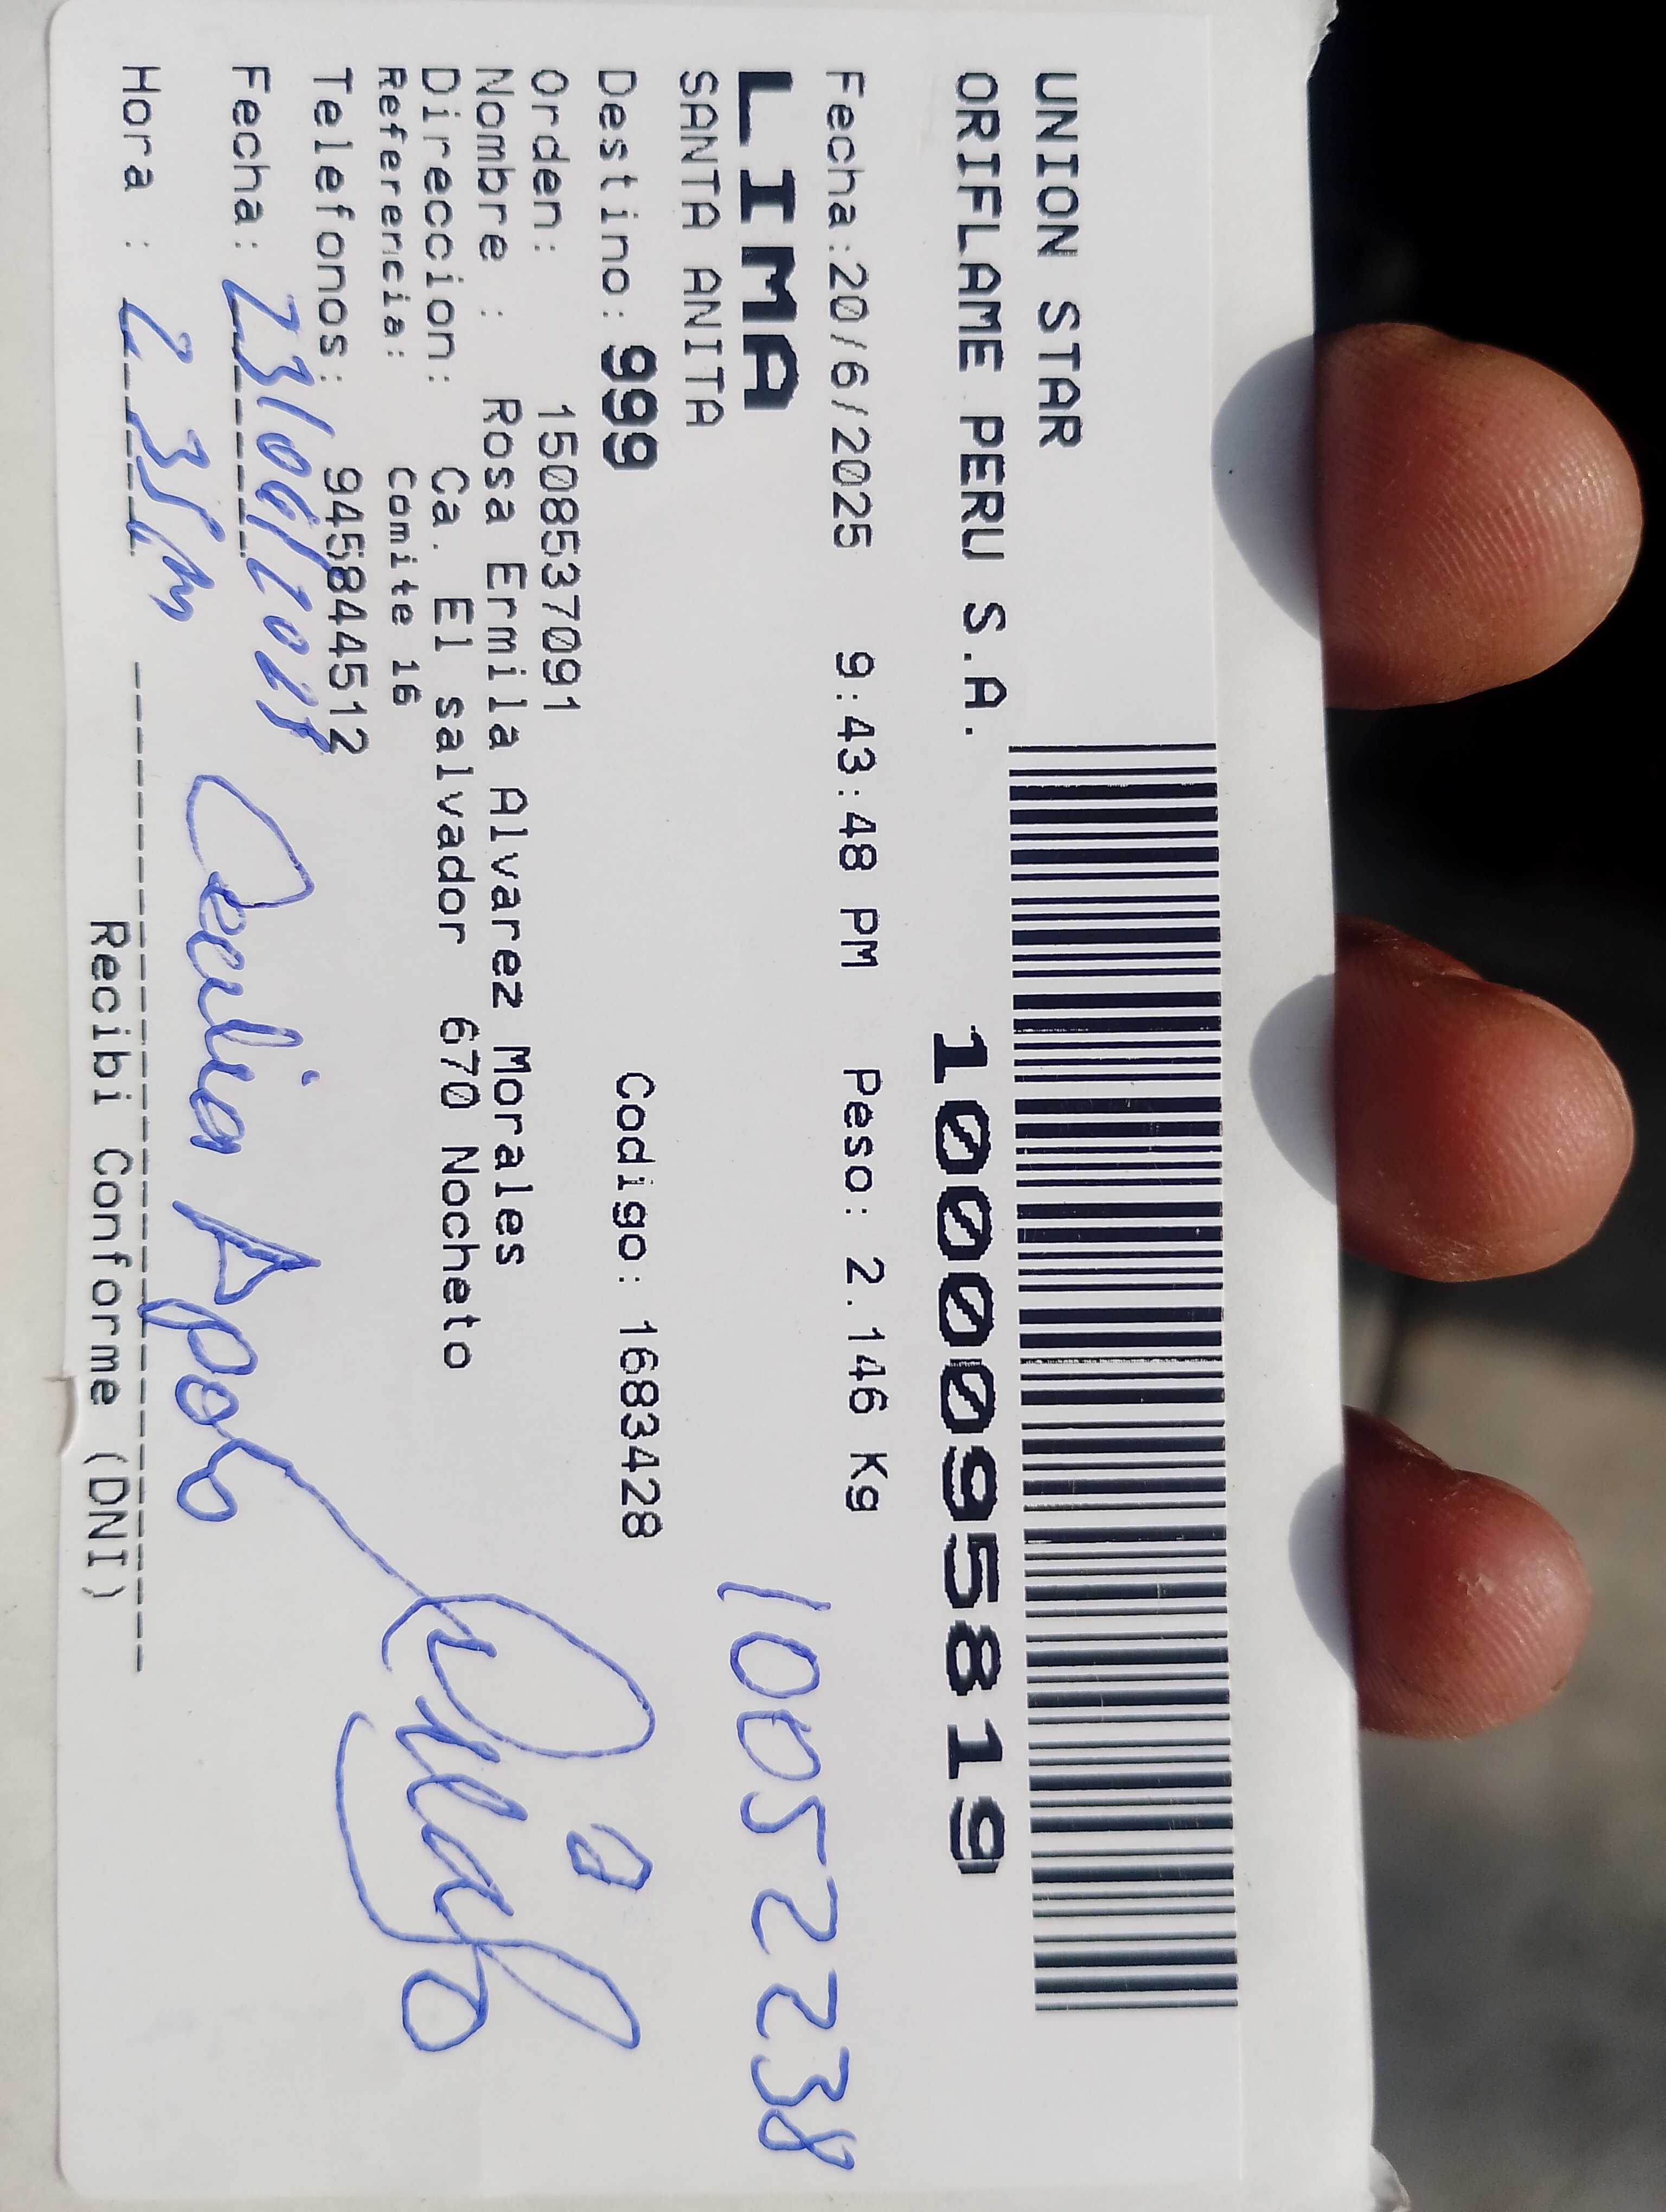 UNION STAR
ORIFLAME PERU S.A.
1000095819
Fecha:20/6/2025 9:43:48 PM Peso: 2.146 Kg
LIMA
10052238
SANTA ANITA
Destino: 999 Codigo: 1683428
Orden: 1508537091
Nombre : Rosa Ermila Alvarez Morales
Direccion: Ca. El salvador 670 Nocheto
Referencia: Comite 16
Telefonos: 945844512
Fecha: 23/06/2025
Hora : 2 35
Recibi Conforme (DNI)